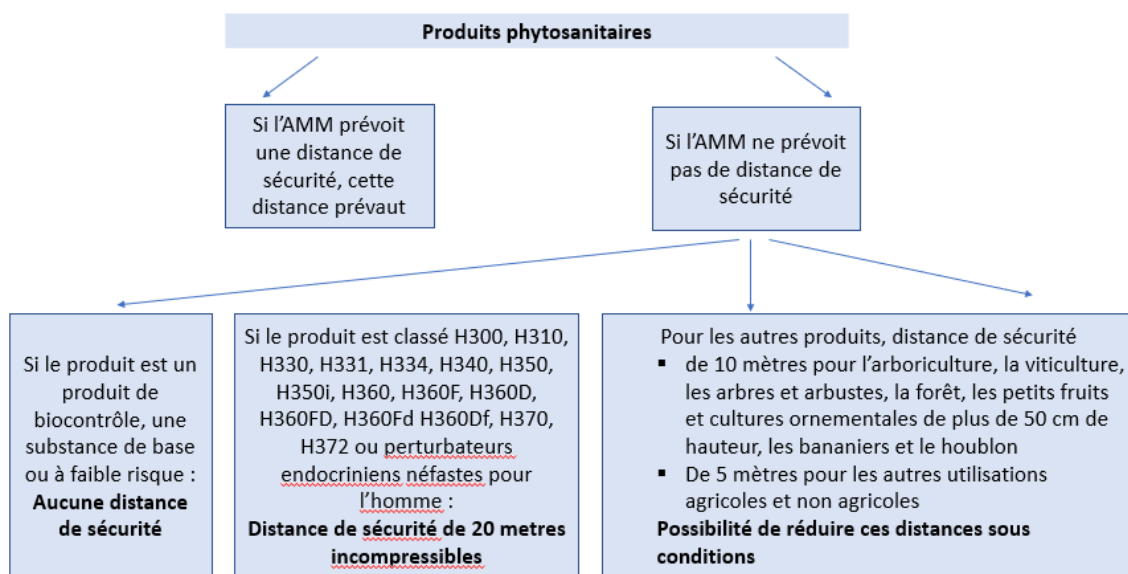 Produits phytosanitaires
Si l’AMM prévoit
une distance de
sécurité, cette
distance prévaut
Si l’AMM ne prévoit
pas de distance de
sécurité
Si le produit est un
produit de
biocontrôle, une
substance de base
ou à faible risque :
Aucune distance
de sécurité
Si le produit est classé H300, H310,
H330, H331, H334, H340, H350,
H350i, H360, H360F, H360D,
H360FD, H360Fd H360Df, H370,
H372 ou perturbateurs
endocriniens néfastes pour
l’homme :
Distance de sécurité de 20 metres
incompressibles
Pour les autres produits, distance de sécurité
▪ de 10 mètres pour l’arboriculture, la viticulture,
les arbres et arbustes, la forêt, les petits fruits
et cultures ornementales de plus de 50 cm de
hauteur, les bananiers et le houblon
▪ De 5 mètres pour les autres utilisations
agricoles et non agricoles
Possibilité de réduire ces distances sous
conditions